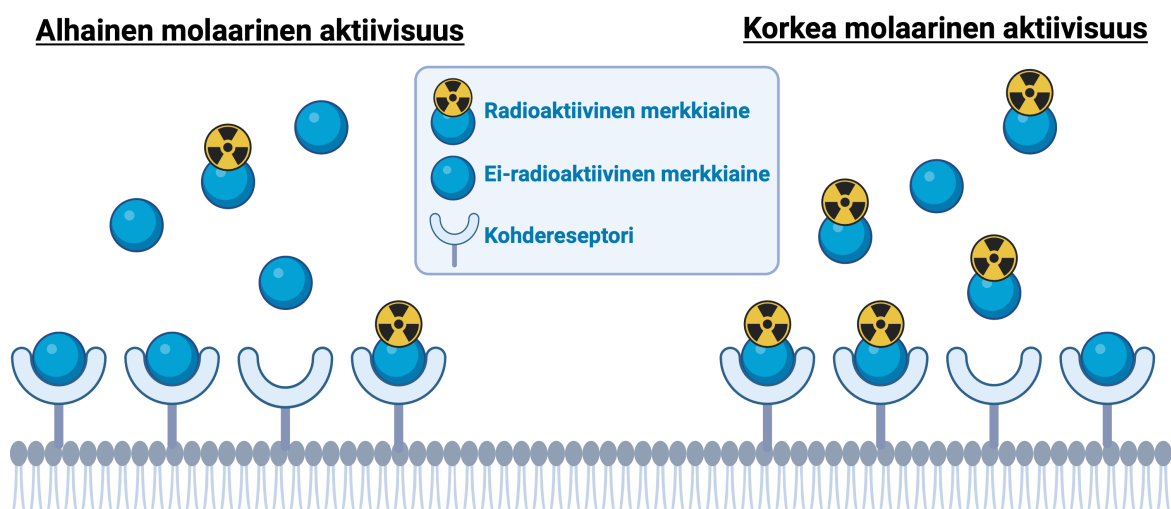 Alhainen molaarinen aktiivisuus
Korkea molaarinen aktiivisuus
Radioaktiivinen merkkiaine
Ei-radioaktiivinen merkkiaine
Kohdereseptori